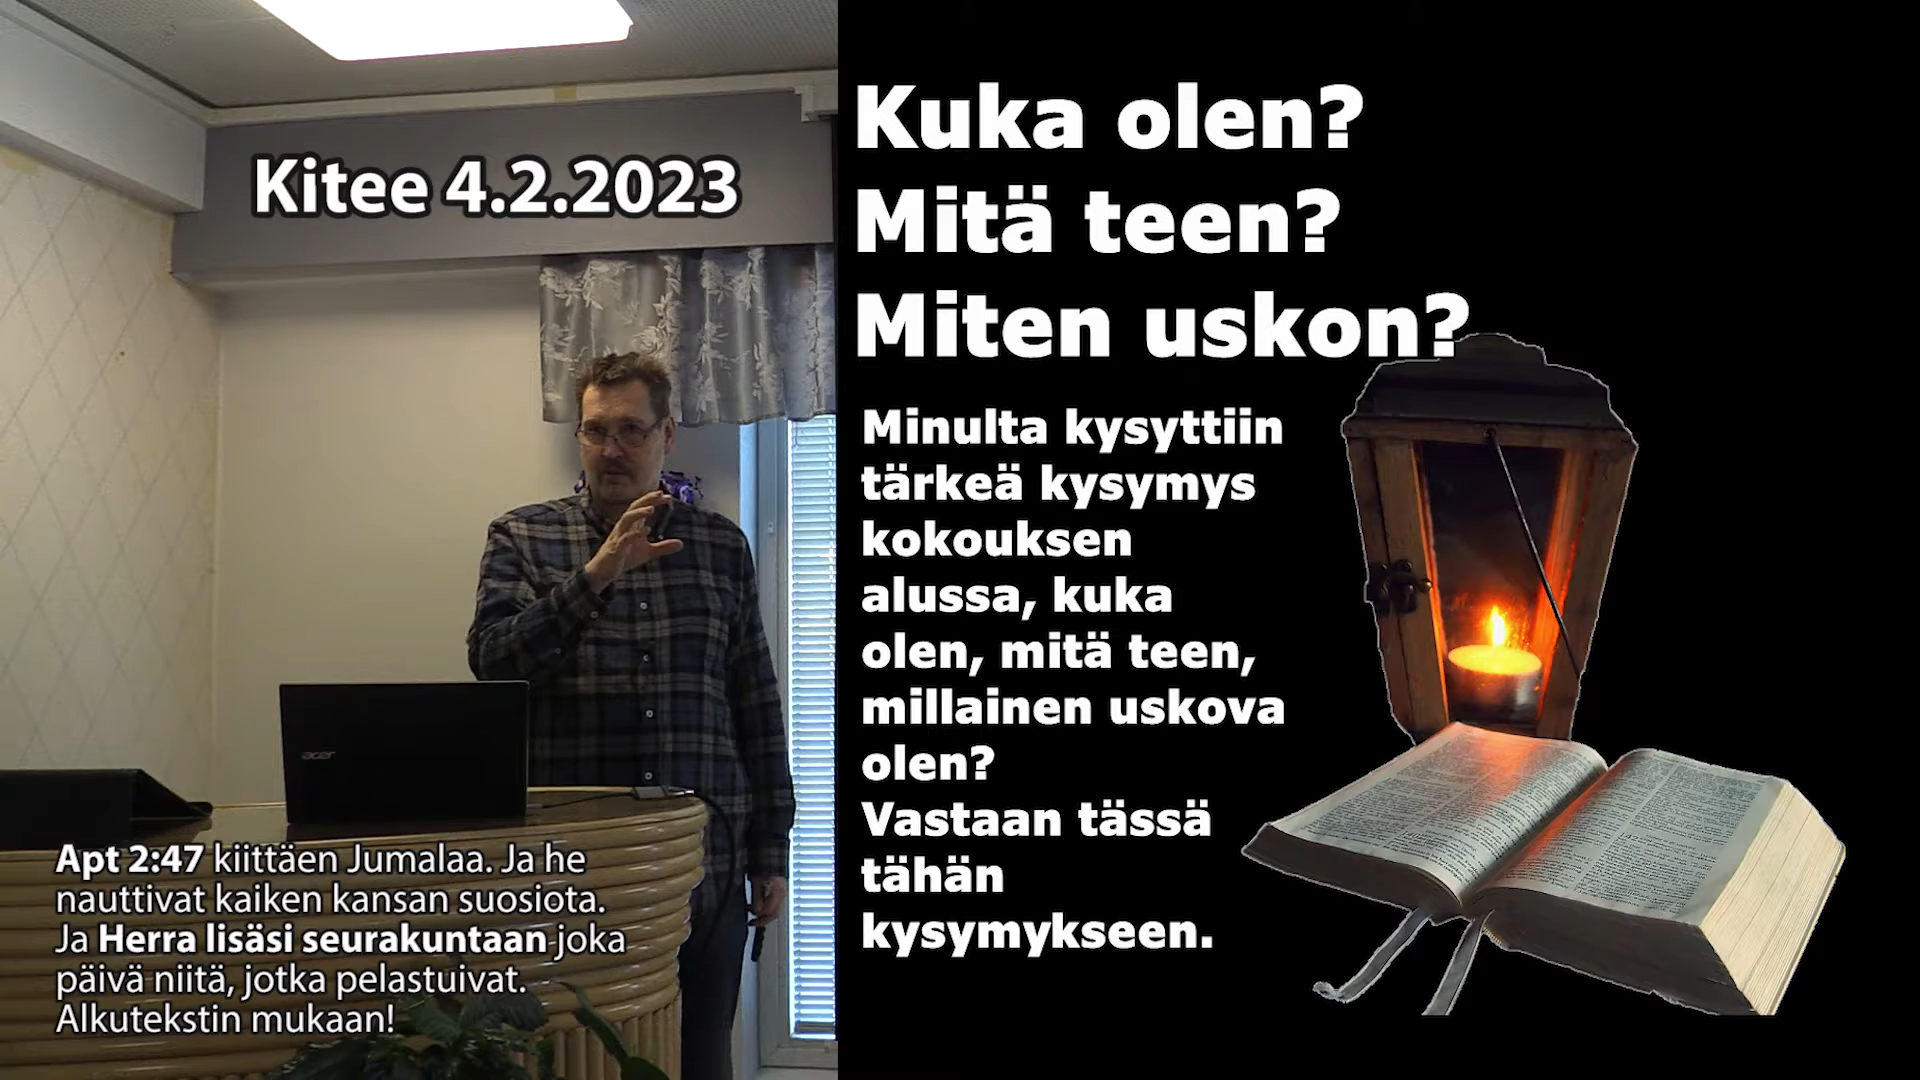 Kitee 4.2.2023
acer
Apt 2:47 kiittäen Jumalaa. Ja he
nauttivat kaiken kansan suosiota.
Ja Herra lisäsi seurakuntaan joka
päivä niitä, jotka pelastuivat.
Alkutekstin mukaan!
Kuka olen?
Mitä teen?
Miten uskon?
Minulta kysyttiin
tärkeä kysymys
kokouksen
alussa, kuka
olen, mitä teen,
millainen uskova
olen?
Vastaan tässä
tähän
kysymykseen.